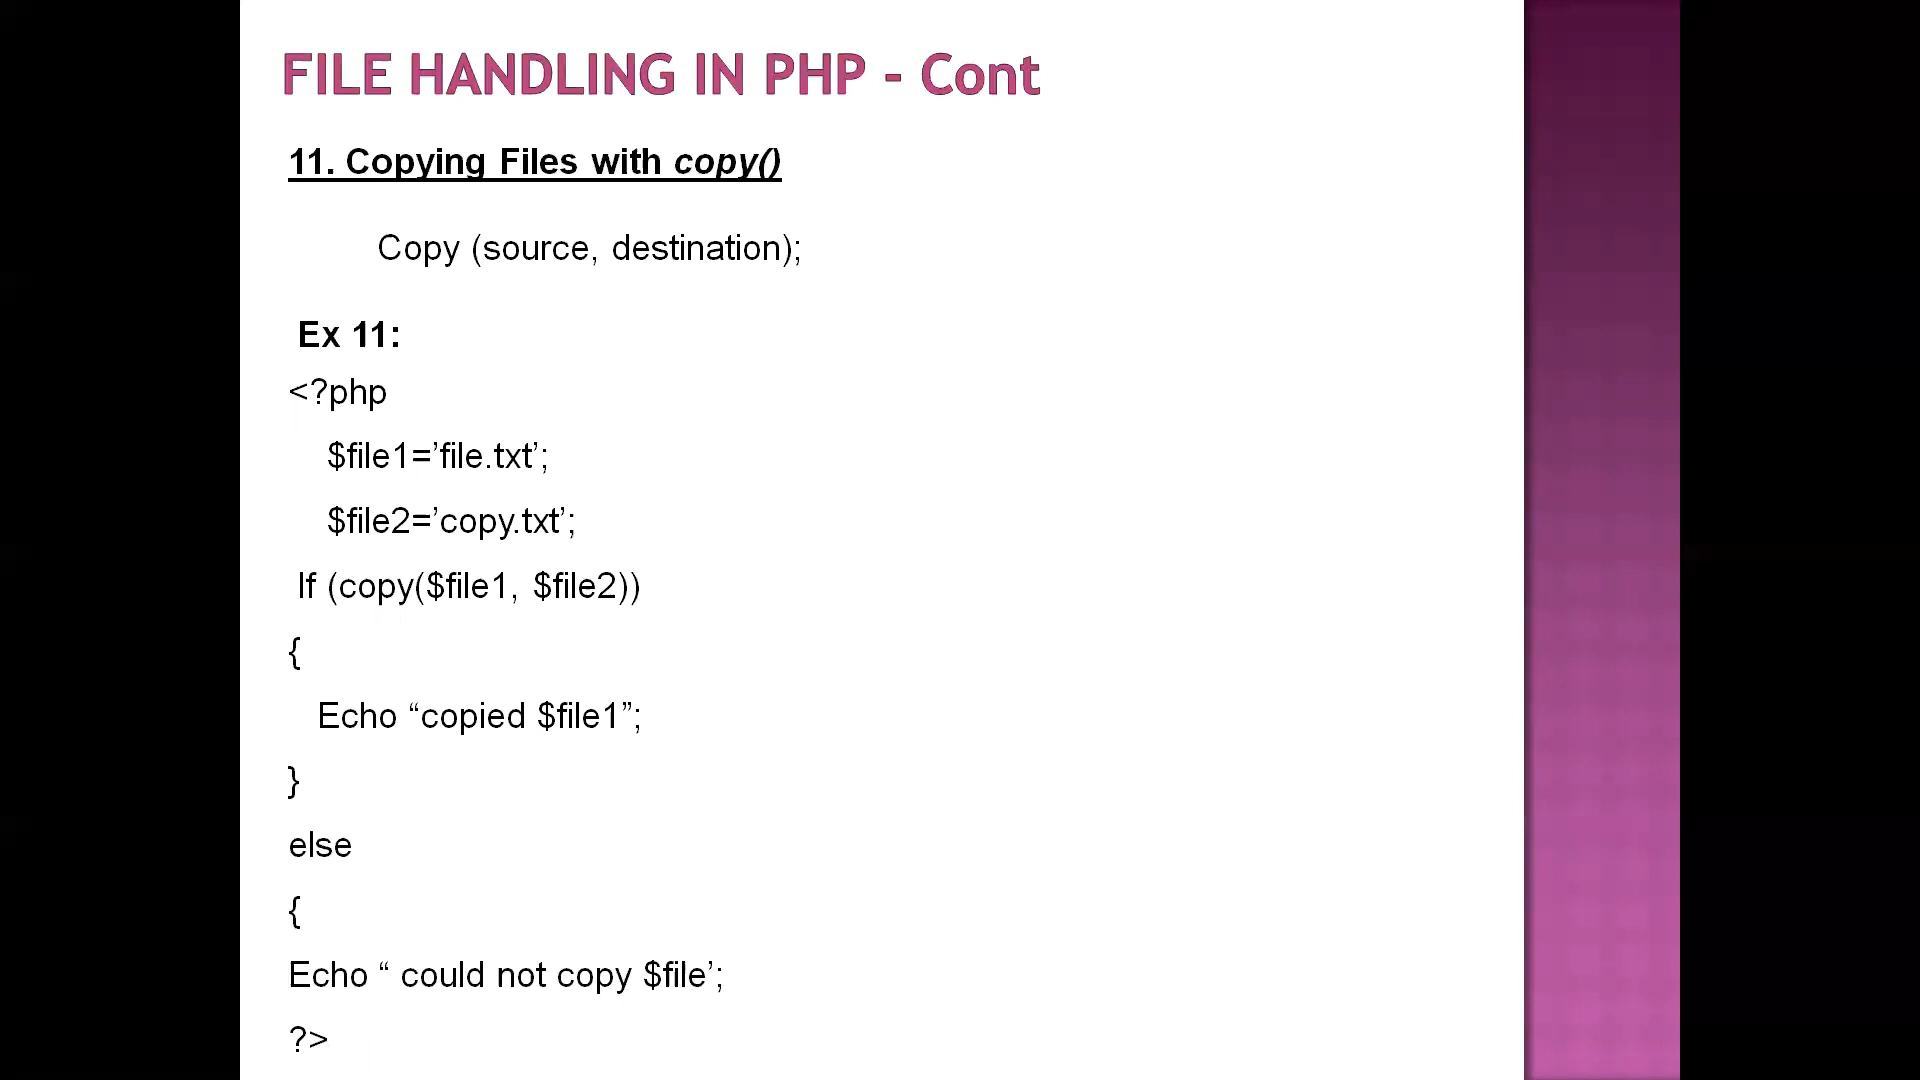 FILE HANDLING IN PHP - Cont
11. Copying Files with copy()
Copy (source, destination);
Ex 11:
<?php
$file1=’file.txt’;
$file2=’copy.txt’;
If (copy($file1, $file2))
{
Echo “copied $file1”;
}
else
{
Echo “ could not copy $file’;
?>